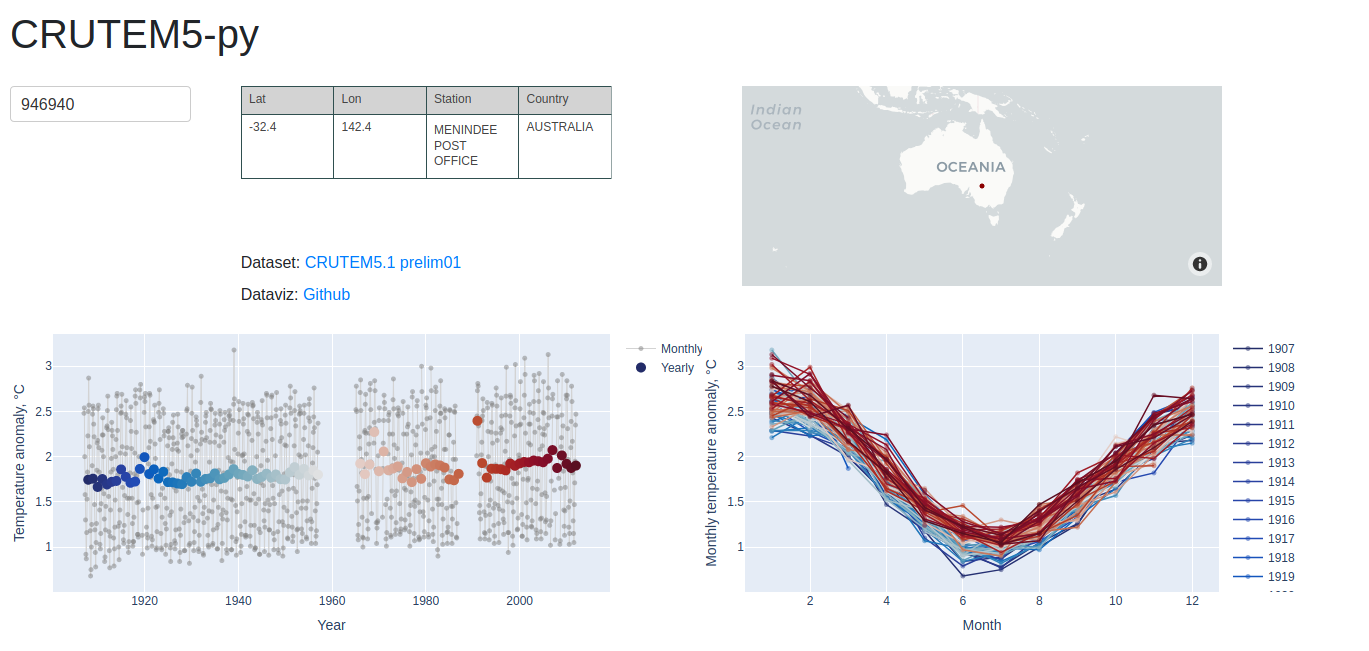 CRUTEM5-py
946940
Lat Lon Station Country
-32.4 142.4 MENINDEE AUSTRALIA
POST
OFFICE
Indian
Ocean
OCEANIA
Dataset: CRUTEM5.1 prelim01
Dataviz: Github
Temperature anomaly, °C
3
2.5
2
1.5
1
1920 1940 1960 1980 2000
Year
Monthly
Yearly
Monthly temperature anomaly, °C
3
2.5
2
1.5
1
2 4 6 8 10 12
Month
1907
1908
1909
1910
1911
1912
1913
1914
1915
1916
1917
1918
1919